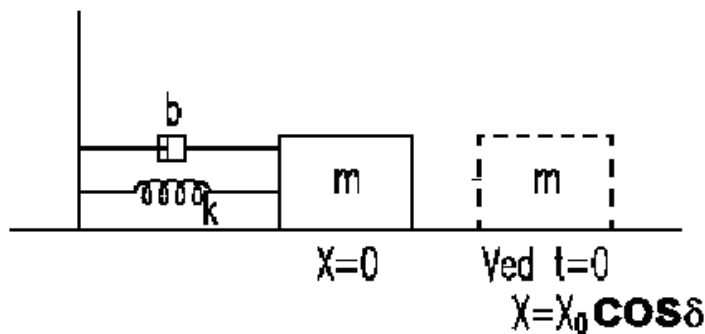 b
k
m
m
X=0
Ved t=0
X=X₀ cosδ